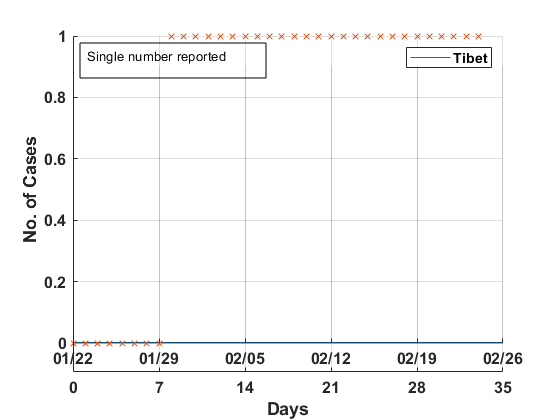 1
Single number reported
Tibet
0.8
0.6
0.4
0.2
0
No. of Cases
01/22 01/29 02/05 02/12 02/19 02/26
0 7 14 21 28 35
Days